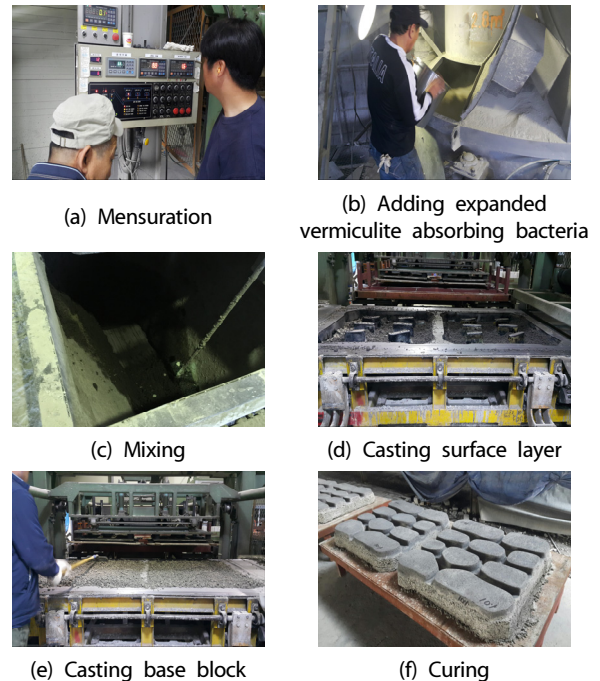 (a) Mensuration
(b) Adding expanded
vermiculite absorbing bacteria
(c) Mixing
(d) Casting surface layer
(e) Casting base block
(f) Curing